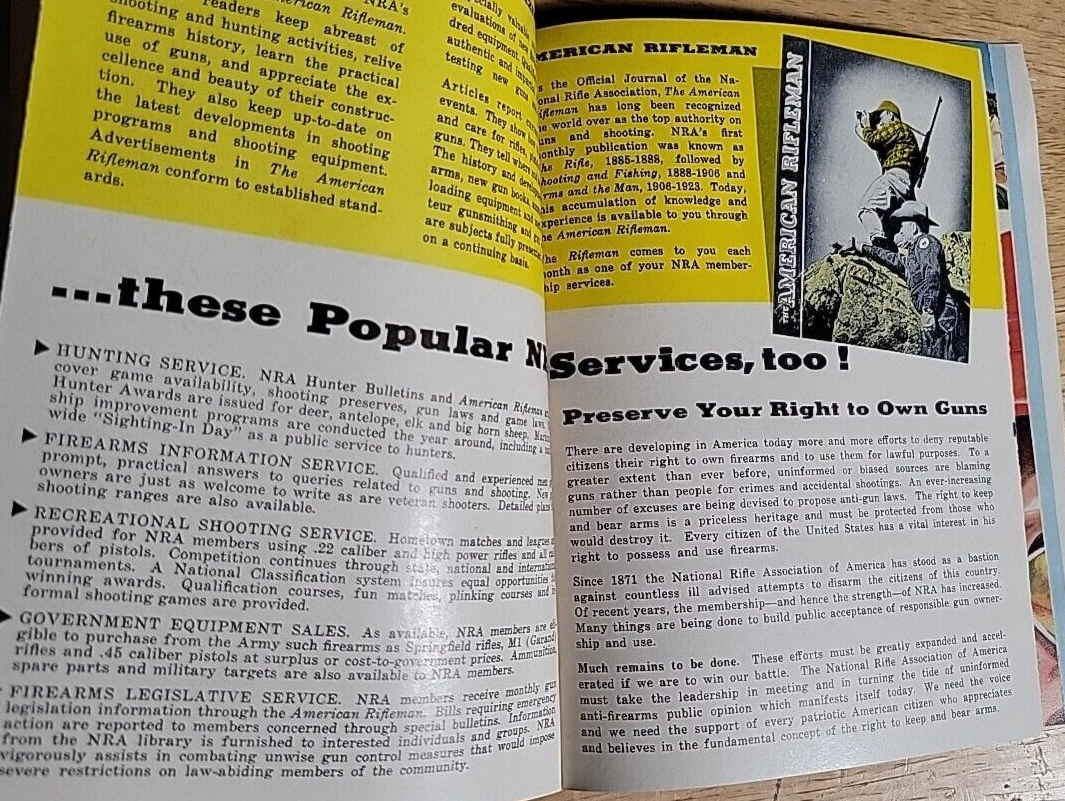 NRA's
American Rifleman.
readers keep abreast of
shooting and hunting activities, relive
firearms history, learn the practical
use of guns, and appreciate the ex-
cellence and beauty of their construc-
tion. They also keep up-to-date on
the latest developments in shooting
programs and shooting equipment.
Advertisements in The American
Rifleman conform to established stand-
ards.
evaluations of
dred equipment.
authentic and
testing new
Articles report
events. They show
and care for rifles,
guns. They tell where
The history and
arms, new gun books,
loading equipment and
teur gunsmithing and
are subjects fully
on a continuing basis.
...these Popular
HUNTING SERVICE. NRA Hunter Bulletins and American Rifleman
cover game availability, shooting preserves, gun laws and game laws.
Hunter Awards are issued for deer, antelope, elk and big horn sheep.
ship improvement programs are conducted the year around, including a
wide "Sighting-In Day" as a public service to hunters.
FIREARMS INFORMATION SERVICE. Qualified and experienced men
prompt, practical answers to queries related to guns and shooting. New
owners are just as welcome to write as are veteran shooters. Detailed plans
shooting ranges are also available.
RECREATIONAL SHOOTING SERVICE. Hometown matches and leagues
provided for NRA members using .22 caliber and high power rifles and all
bers of pistols. Competition continues through state, national and
tournaments. A National Classification system insures equal opportunities
winning awards. Qualification courses, fun matches, plinking courses and
formal shooting games are provided.
GOVERNMENT EQUIPMENT SALES. As available, NRA members are eli-
gible to purchase from the Army such firearms as Springfield rifles, M1 (Garand)
rifles and .45 caliber pistols at surplus or cost-to-government prices. Ammunition,
spare parts and military targets are also available to NRA members.
FIREARMS LEGISLATIVE SERVICE. NRA members receive monthly gun
legislation information through the American Rifleman. Bills requiring emergency
action are reported to members concerned through special bulletins. Information
from the NRA library is furnished to interested individuals and groups. NRA
vigorously assists in combating unwise gun control measures that would impose
severe restrictions on law-abiding members of the community.
MERICAN RIFLEMAN
s the Official Journal of the Na-
onal Rifle Association, The American
ifleman has long been recognized
e world over as the top authority on
uns and shooting. NRA's first
onthly publication was known as
he Rifle, 1885-1888, followed by
hooting and Fishing, 1888-1906 and
rms and the Man, 1906-1923. Today,
is accumulation of knowledge and
xperience is available to you through
he American Rifleman.
he Rifleman comes to you each
onth as one of your NRA member-
hip services.
THE AMERICAN RIFLEMAN
Services, too !
Preserve Your Right to Own Guns
There are developing in America today more and more efforts to deny reputable
citizens their right to own firearms and to use them for lawful purposes. To a
greater extent than ever before, uninformed or biased sources are blaming
guns rather than people for crimes and accidental shootings. An ever-increasing
number of excuses are being devised to propose anti-gun laws. The right to keep
and bear arms is a priceless heritage and must be protected from those who
would destroy it. Every citizen of the United States has a vital interest in his
right to possess and use firearms.
Since 1871 the National Rifle Association of America has stood as a bastion
against countless ill advised attempts to disarm the citizens of this country.
Of recent years, the membership—and hence the strength—of NRA has increased.
Many things are being done to build public acceptance of responsible gun owner-
ship and use.
Much remains to be done. These efforts must be greatly expanded and accel-
erated if we are to win our battle. The National Rifle Association of America
must take the leadership in meeting and in turning the tide of uninformed
anti-firearms public opinion which manifests itself today. We need the voice
and we need the support of every patriotic American citizen who appreciates
and believes in the fundamental concept of the right to keep and bear arms.